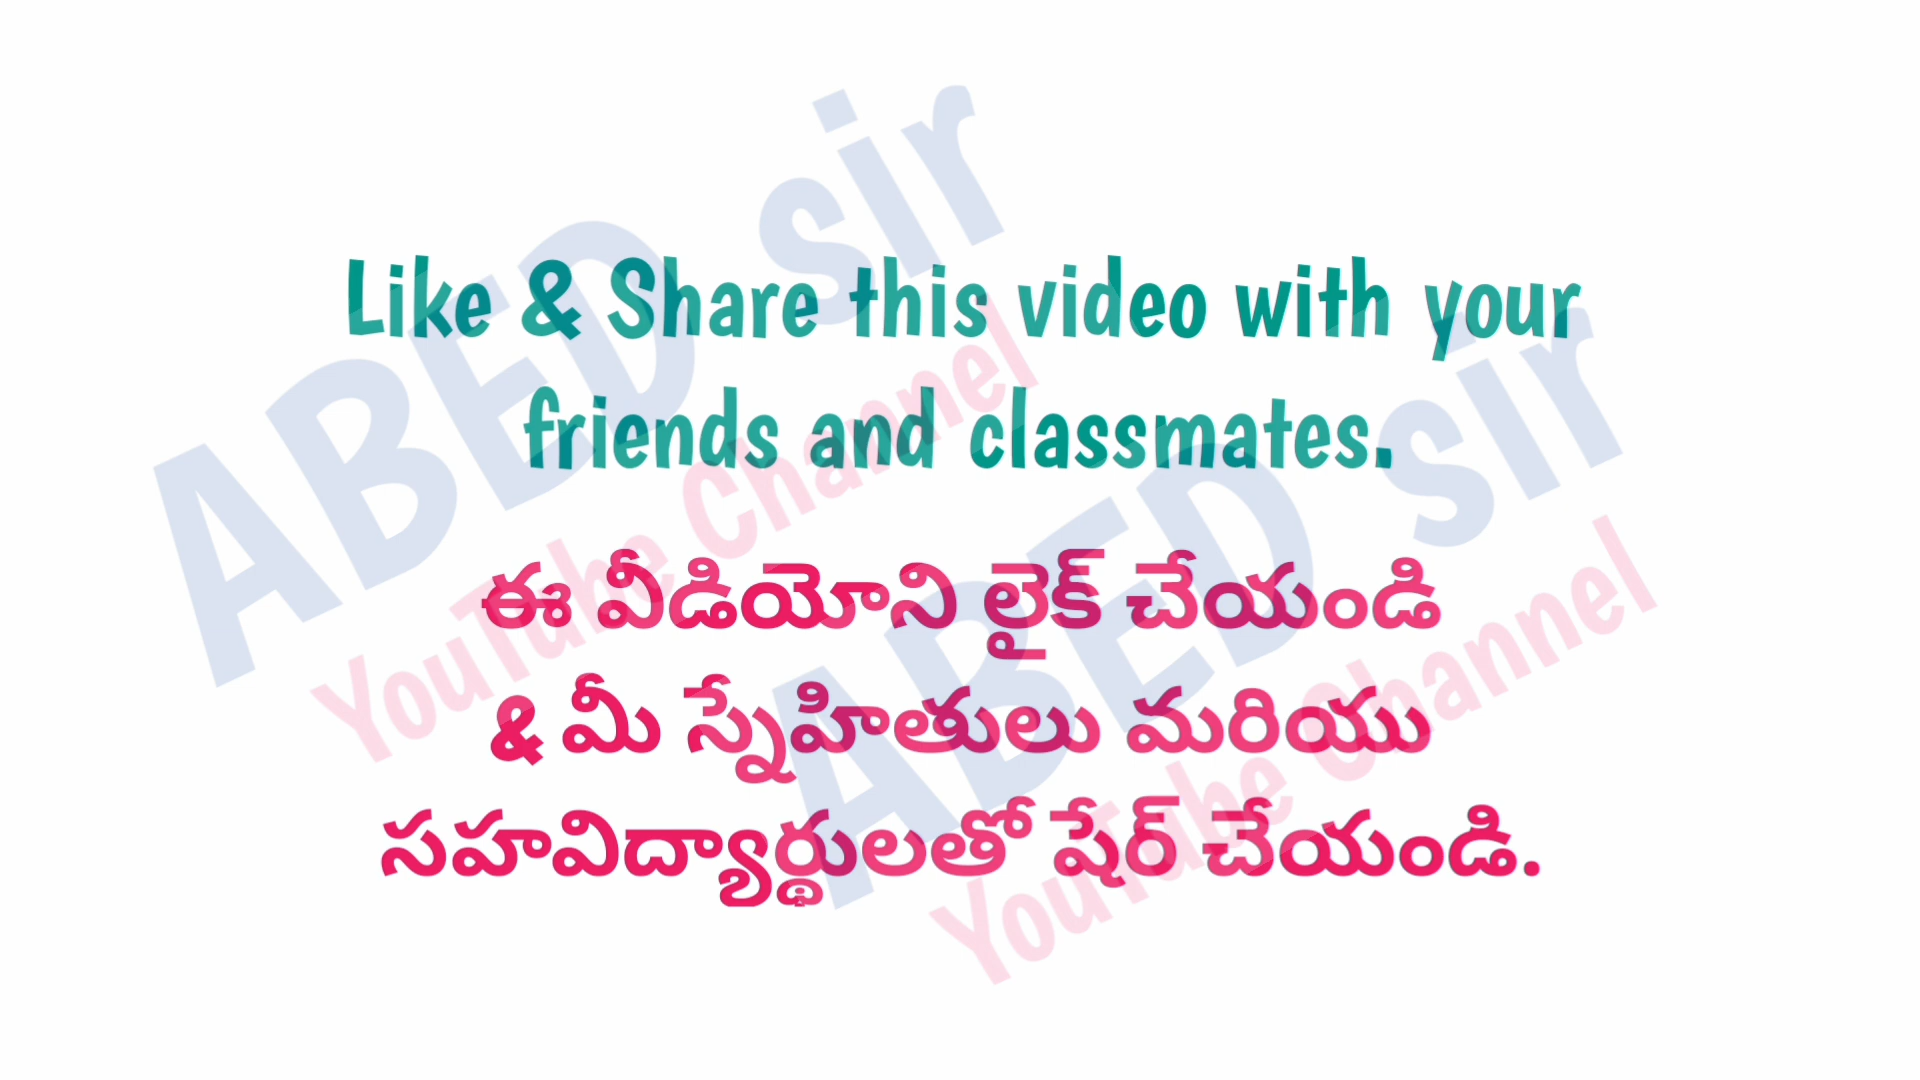 Like & Share this video with your
friends and classmates.
ఈ వీడియోని లైక్ చేయండి
& మీ స్నేహితులు మరియు
సహవిద్యార్థులతో షేర్ చేయండి.
ABED sir
YouTube Channel
ABED sir
YouTube Channel